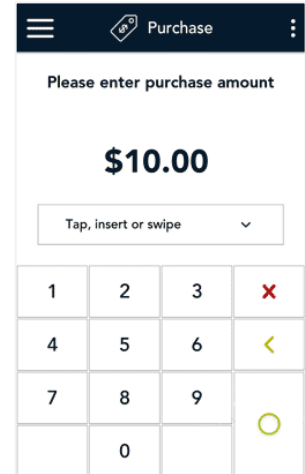 Purchase
Please enter purchase amount
$10.00
Tap, insert or swipe
1 2 3
4 5 6
7 8 9
0